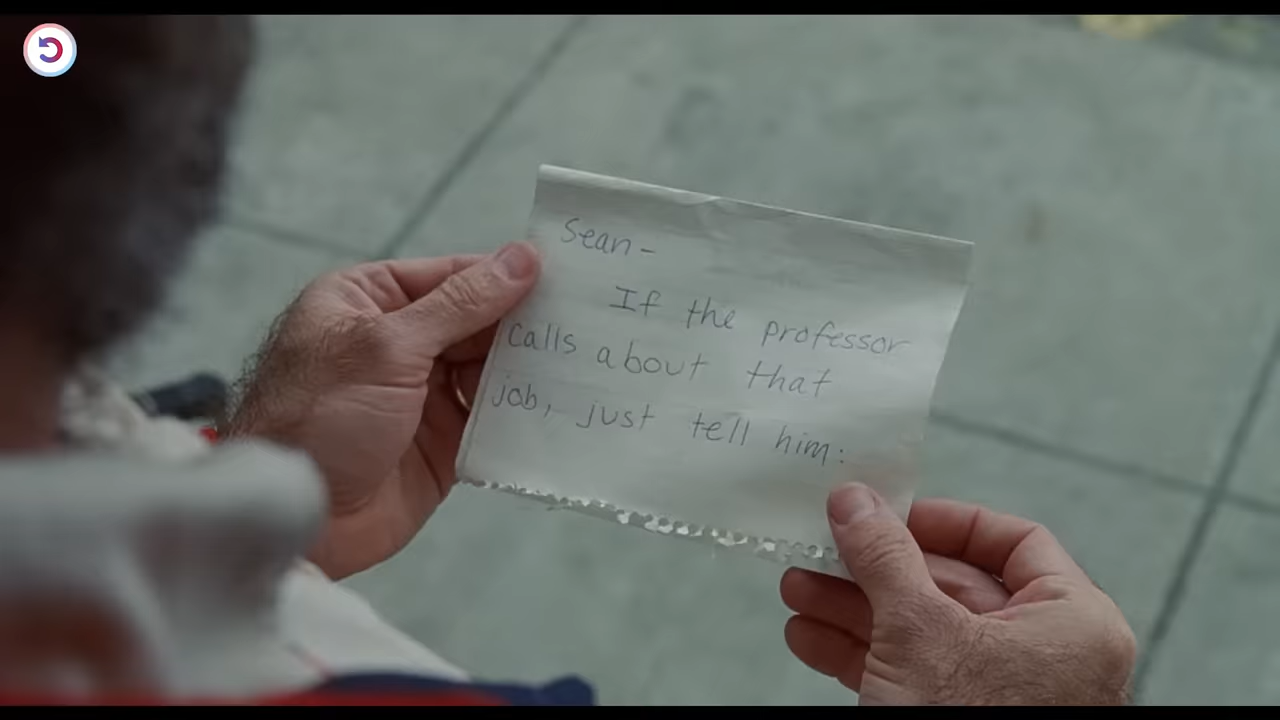 Sean-
If the professor
calls about that
job, just tell him: